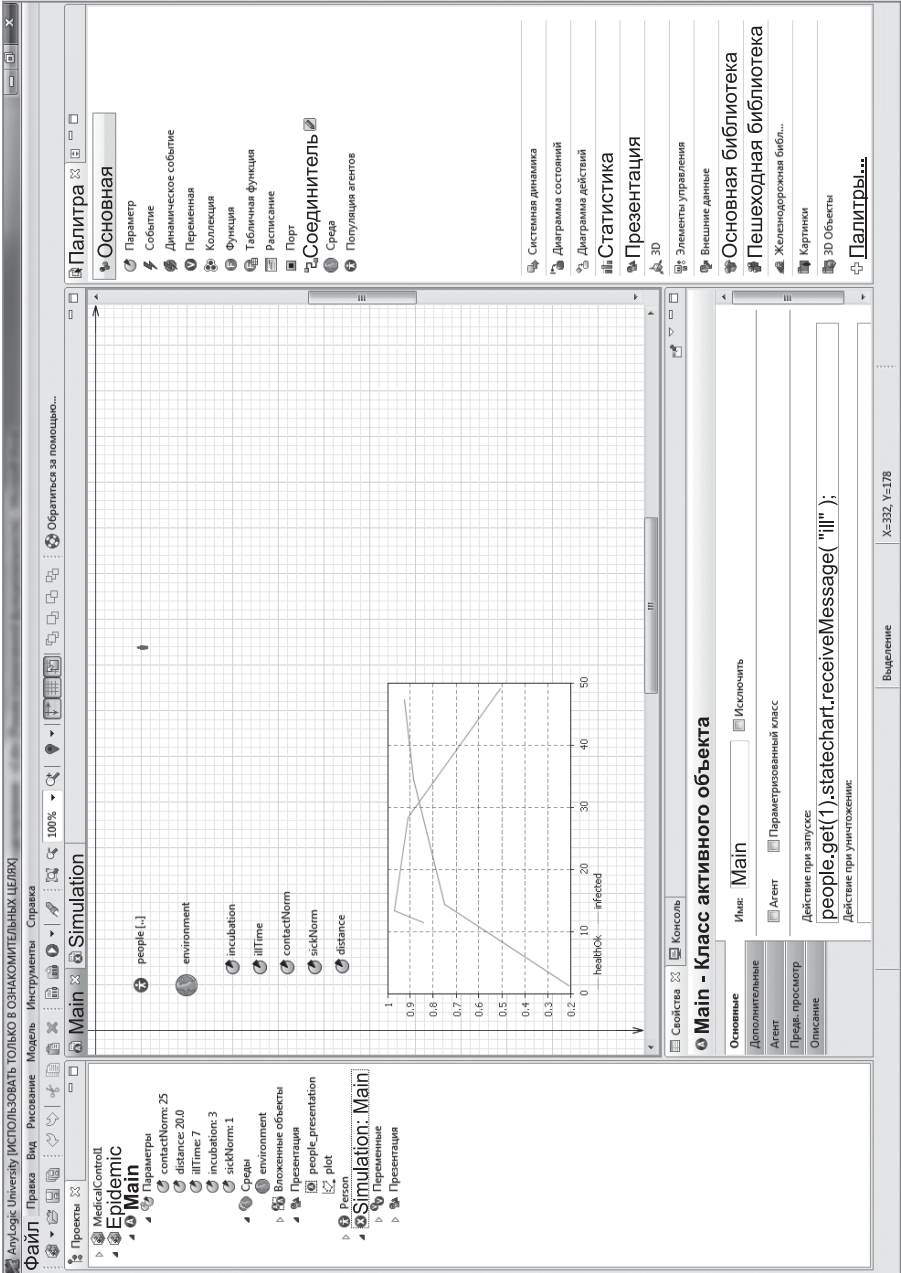 AnyLogic University [ИСПОЛЬЗОВАТЬ ТОЛЬКО В ОЗНАКОМИТЕЛЬНЫХ ЦЕЛЯХ]
Файл Правка Вид Рисование Модель Инструменты Справка
100% Обратиться за помощью...
Проекты
MedicalControl1
Epidemic
Main
Параметры
contactNorm: 25
distance: 20.0
illTime: 7
incubation: 3
sickNorm: 1
Среды
environment
Вложенные объекты
Презентация
people_presentation
plot
Person
Simulation: Main
Переменные
Презентация
Main Simulation
people [..]
environment
incubation
illTime
contactNorm
sickNorm
distance
1
0.9
0.8
0.7
0.6
0.5
0.4
0.3
0.2
0 10 20 30 40 50
healthOk infected
Палитра
Основная
Параметр
Событие
Динамическое событие
Переменная
Коллекция
Функция
Табличная функция
Расписание
Порт
Соединитель
Среда
Популяция агентов
Системная динамика
Диаграмма состояний
Диаграмма действий
Статистика
Презентация
3D
Элементы управления
Внешние данные
Основная библиотека
Пешеходная библиотека
Железнодорожная библ...
Картинки
3D Объекты
Палитры...
Свойства Консоль
Main - Класс активного объекта
Основные
Дополнительные
Агент
Предв. просмотр
Описание
Имя: Main Исключить
Агент Параметризованный класс
Действие при запуске:
people.get(1).statechart.receiveMessage( "ill" );
Действие при уничтожении:
Выделение X=332, Y=178